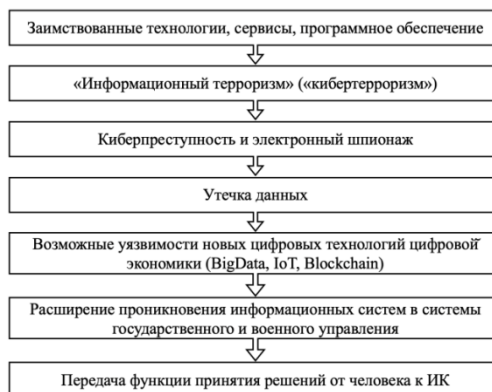 Заимствованные технологии, сервисы, программное обеспечение
«Информационный терроризм» («кибертерроризм»)
Киберпреступность и электронный шпионаж
Утечка данных
Возможные уязвимости новых цифровых технологий цифровой
экономики (BigData, IoT, Blockchain)
Расширение проникновения информационных систем в системы
государственного и военного управления
Передача функции принятия решений от человека к ИК